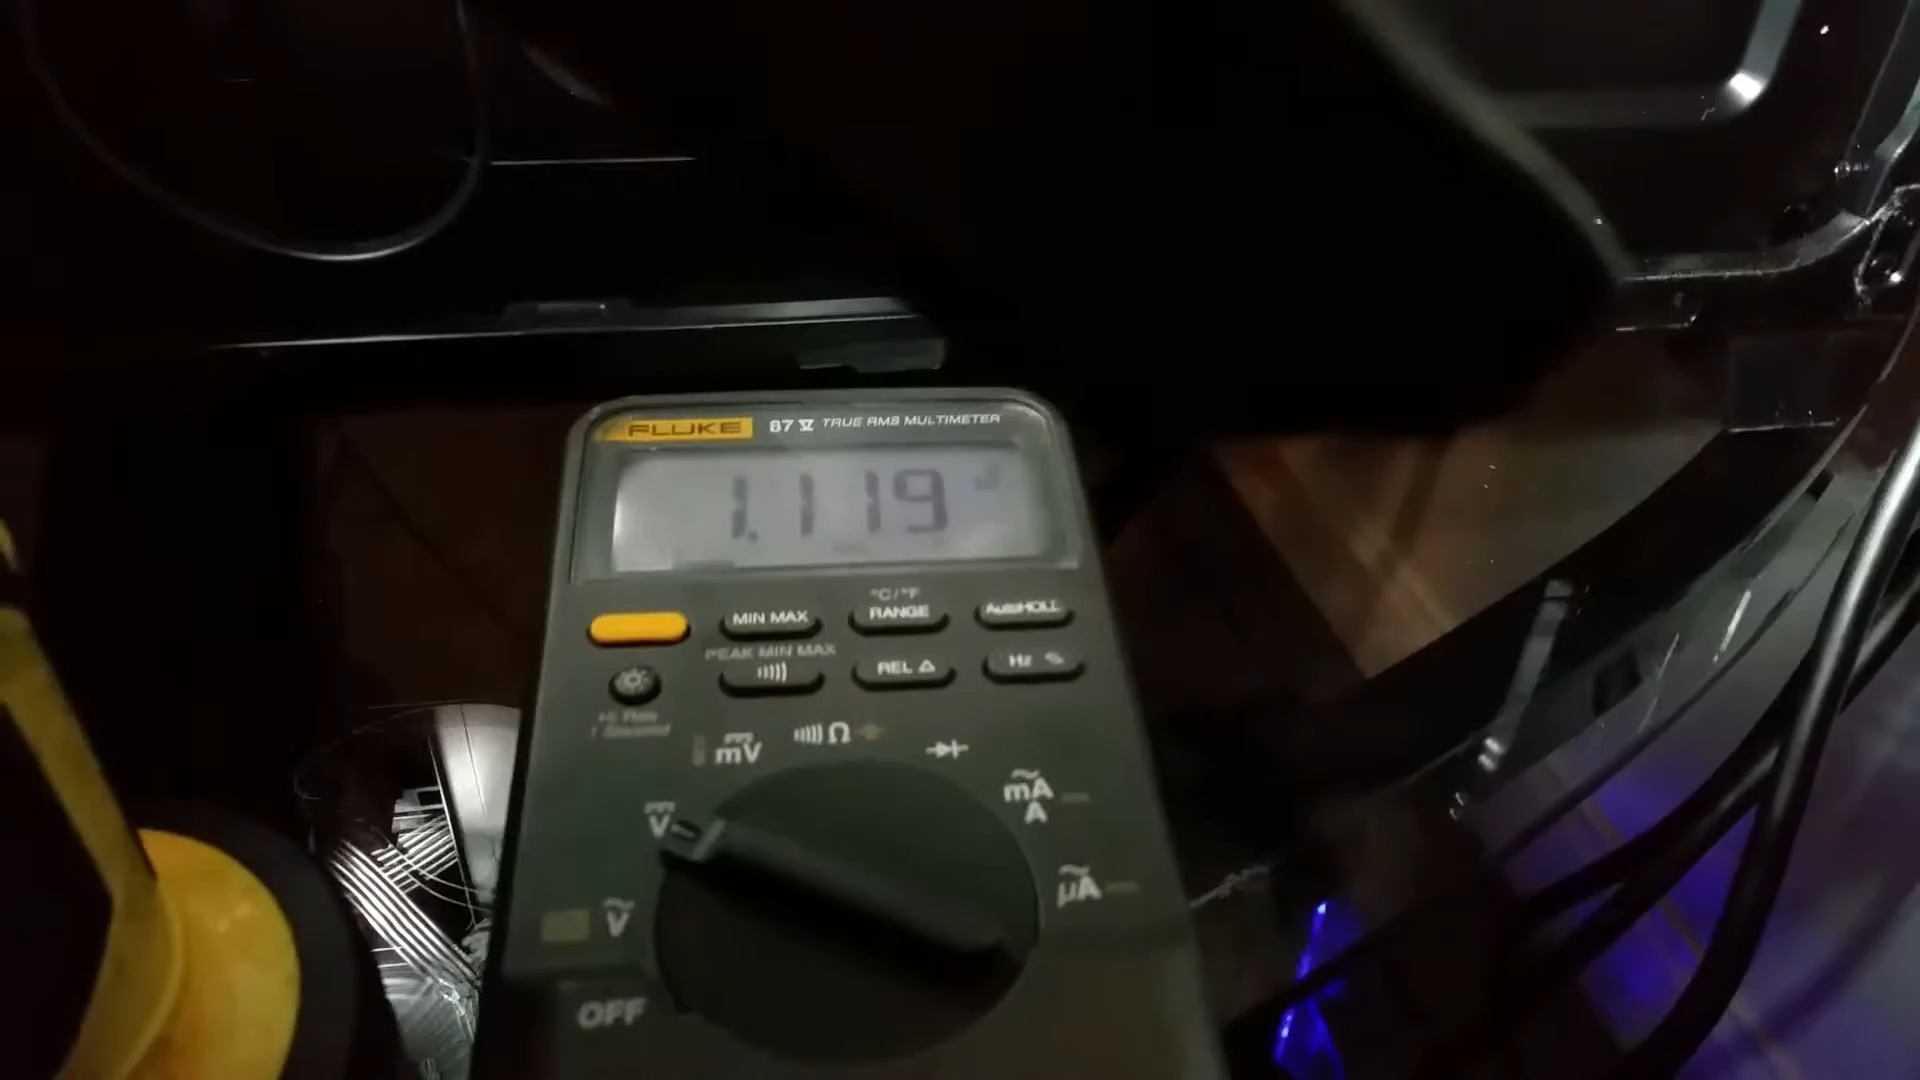 FLUKE 87 V TRUE RMS MULTIMETER
1.119
°C/°F
MIN MAX RANGE AutoHOLD
PEAK MIN MAX
REL △ Hz %
mV Ω
V mA
A
V µA
OFF